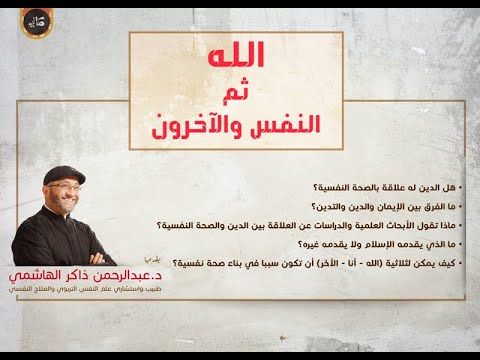 الله
ثم
النفس والآخرون
• هل الدين له علاقة بالصحة النفسية؟
• ما الفرق بين الإيمان والدين والتدين؟
• ماذا تقول الأبحاث العلمية والدراسات عن العلاقة بين الدين والصحة النفسية؟
• ما الذي يقدمه الإسلام ولا يقدمه غيره؟
• كيف يمكن لثلاثية (الله - أنا - الآخر) أن تكون سببا في بناء صحة نفسية؟
د.عبدالرحمن ذاكر الهاشمي
طبيب واستشاري علم النفس التربوي والعلاج النفسي